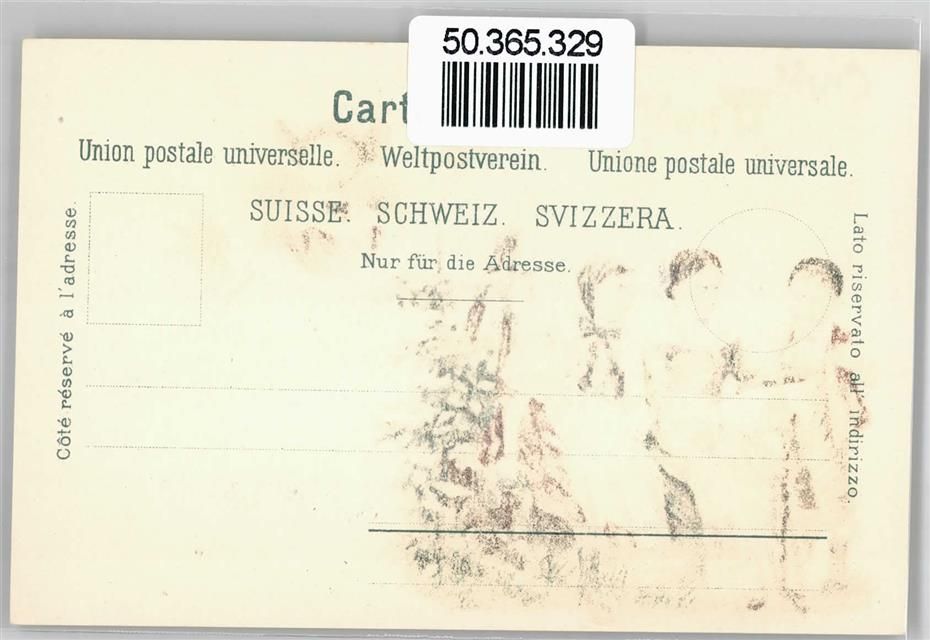 50.365.329
Cart
Union postale universelle. Weltpostverein. Unione postale universale.
SUISSE. SCHWEIZ. SVIZZERA.
Nur für die Adresse.
Côté réservé à l'adresse.
Lato riservato all' indirizzo.